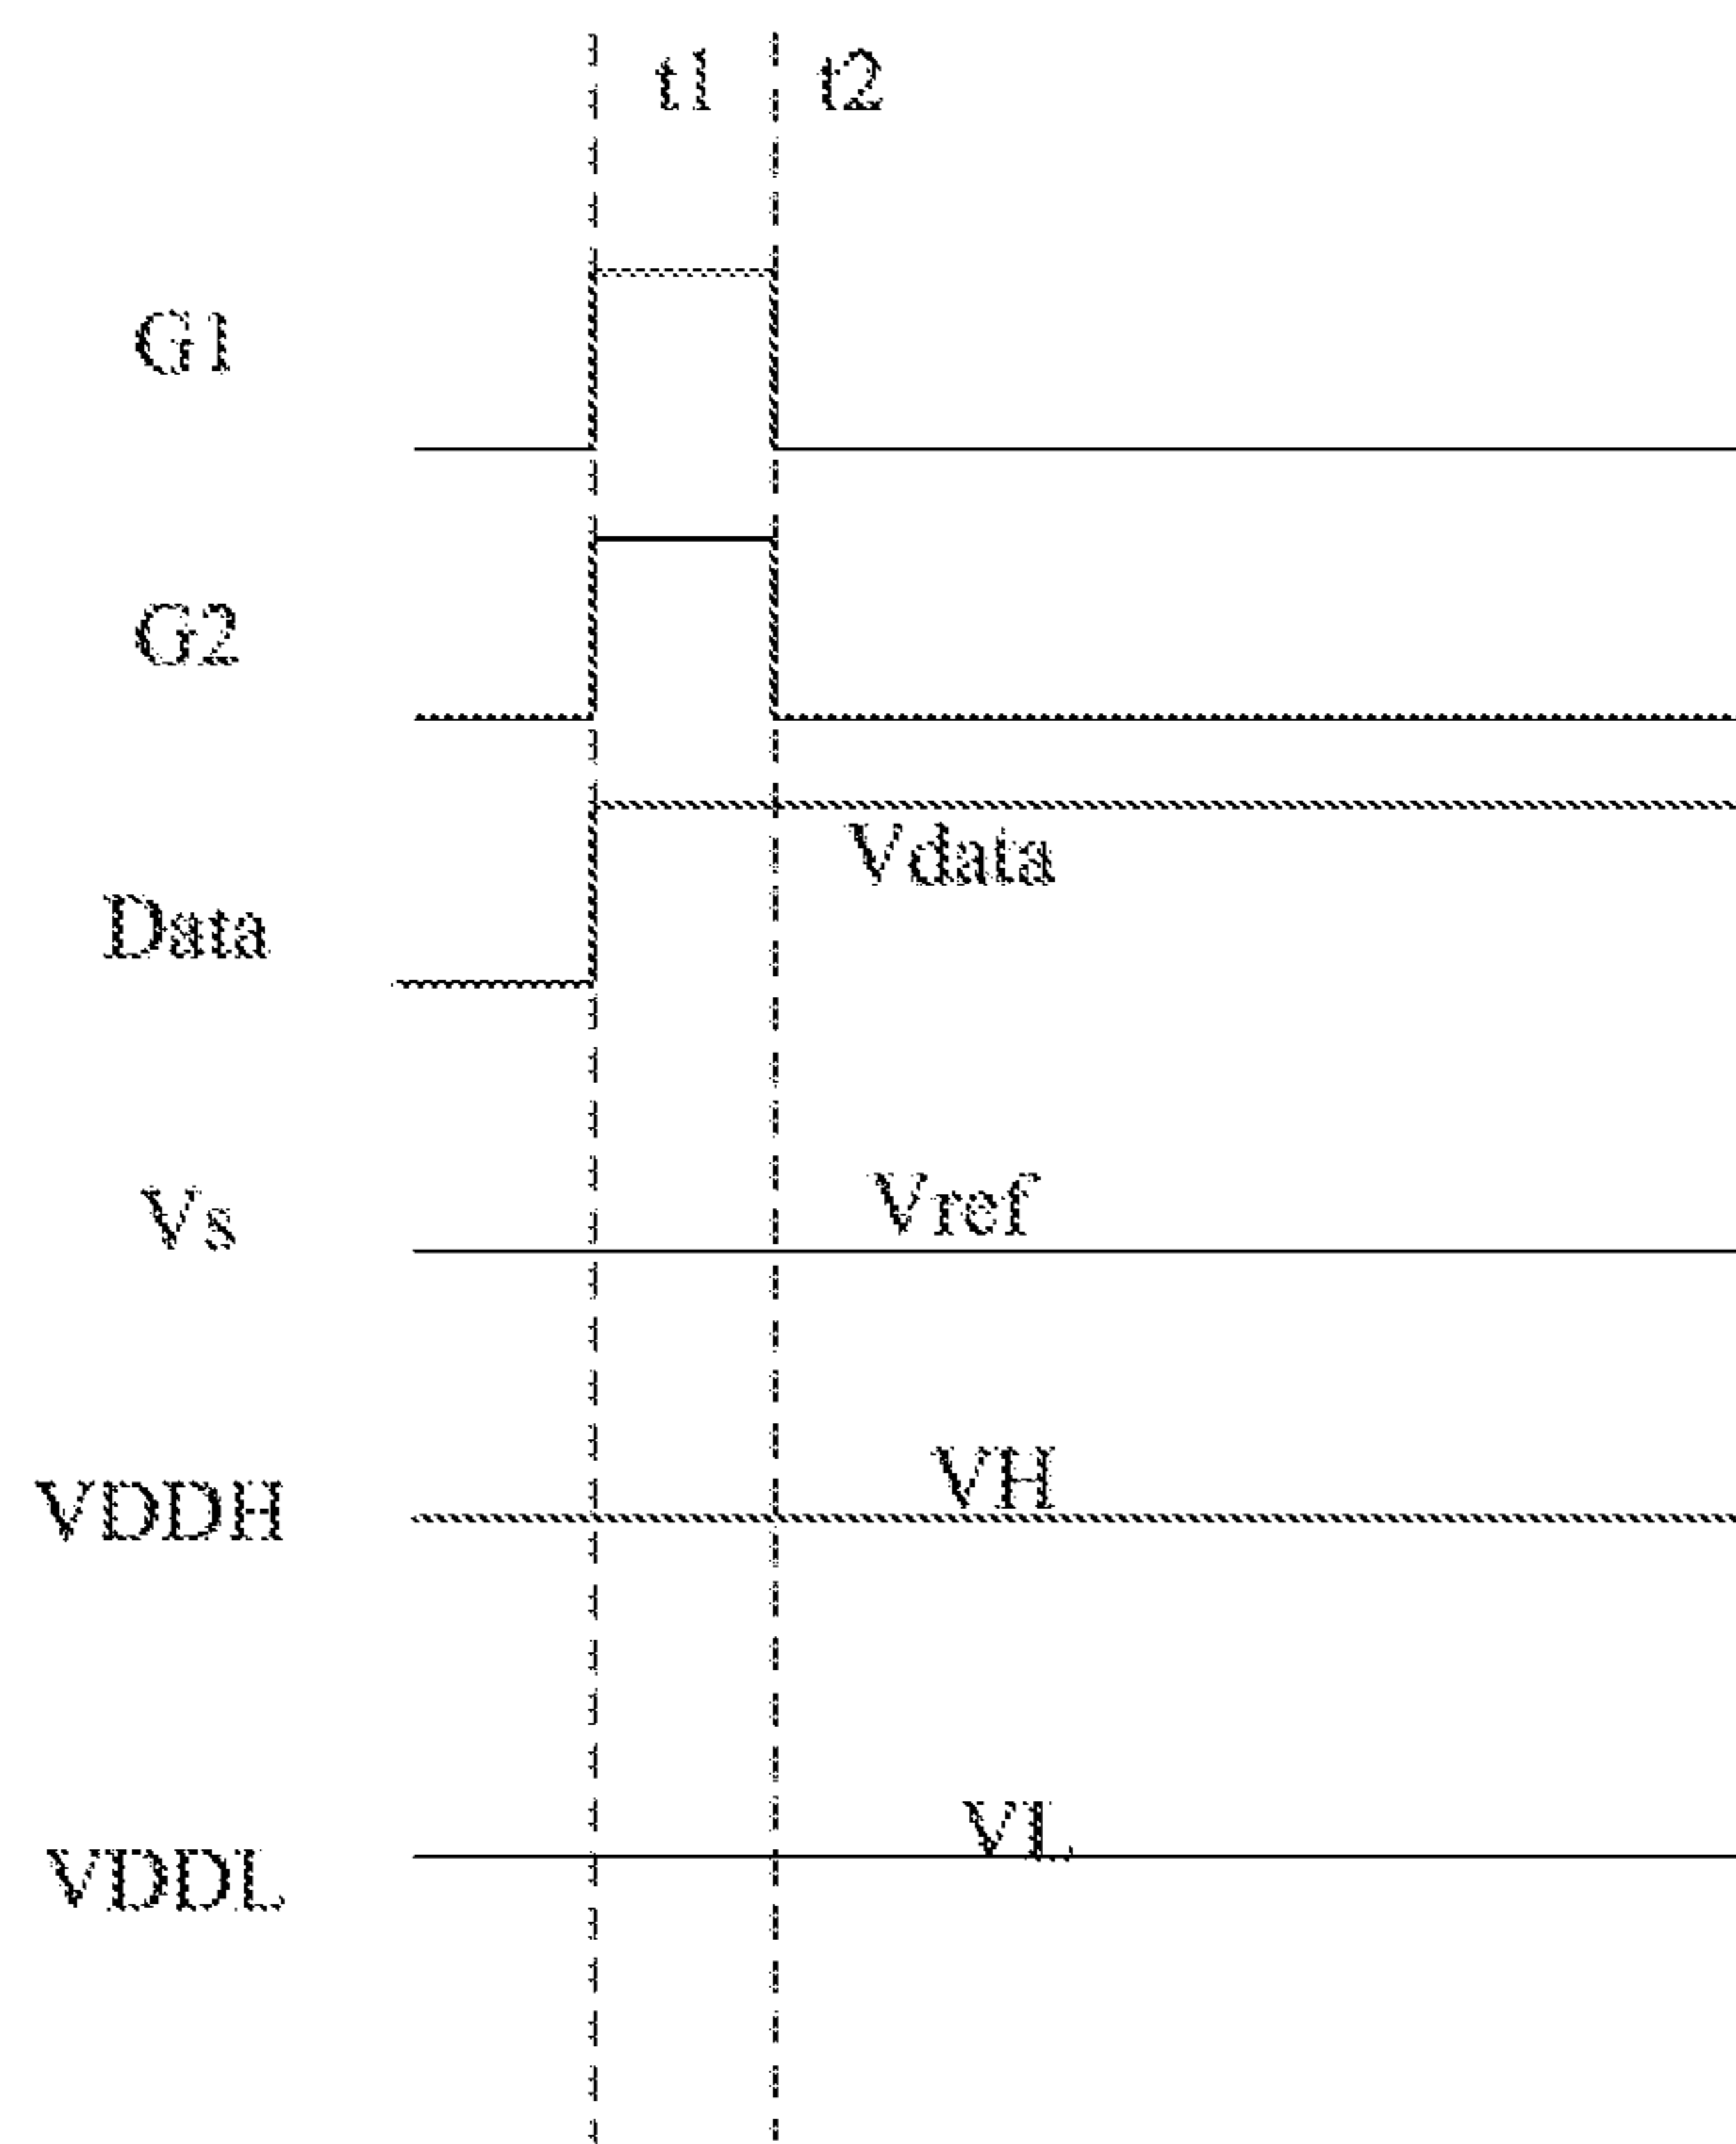 t1 t2
G1
G2
Vdata
Data
Vref
Vs
VH
VDDH
VL
VDDL